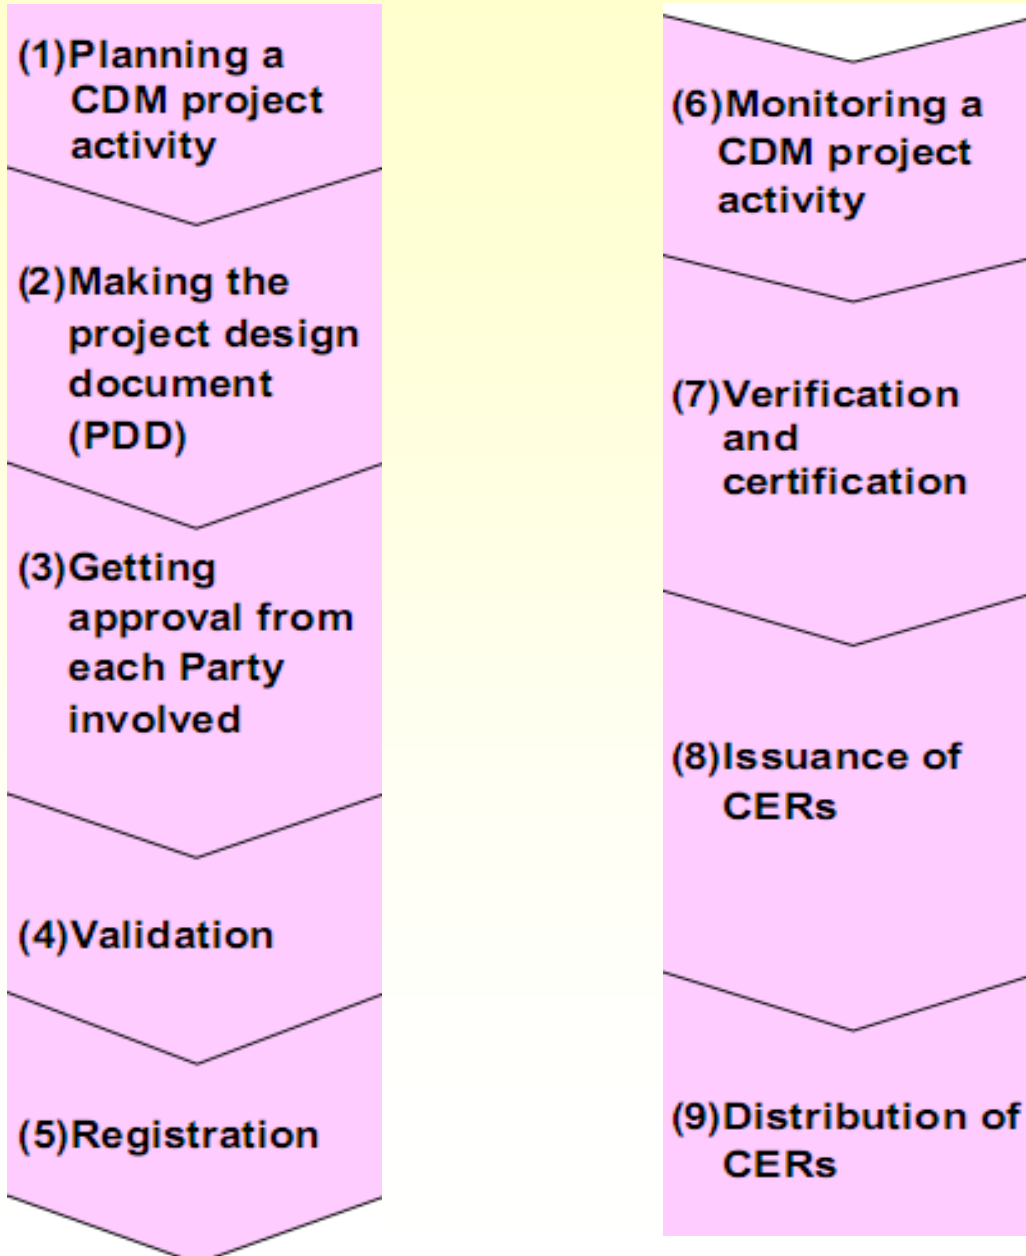 (1)Planning a
CDM project
activity
(2)Making the
project design
document
(PDD)
(3)Getting
approval from
each Party
involved
(4)Validation
(5)Registration
(6)Monitoring a
CDM project
activity
(7)Verification
and
certification
(8)Issuance of
CERs
(9)Distribution of
CERs